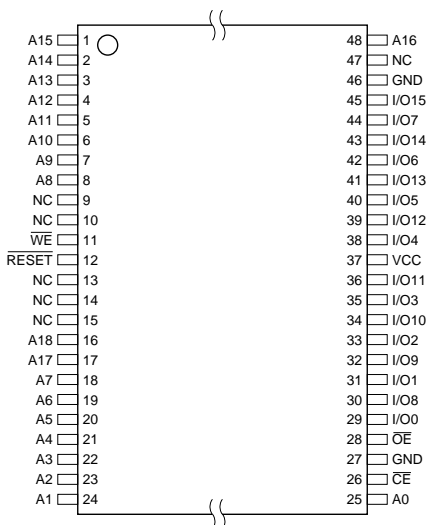 A15 1 48 A16
A14 2 47 NC
A13 3 46 GND
A12 4 45 I/O15
A11 5 44 I/O7
A10 6 43 I/O14
A9 7 42 I/O6
A8 8 41 I/O13
NC 9 40 I/O5
NC 10 39 I/O12
W̅E̅ 11 38 I/O4
R̅E̅S̅E̅T̅ 12 37 VCC
NC 13 36 I/O11
NC 14 35 I/O3
NC 15 34 I/O10
A18 16 33 I/O2
A17 17 32 I/O9
A7 18 31 I/O1
A6 19 30 I/O8
A5 20 29 I/O0
A4 21 28 O̅E̅
A3 22 27 GND
A2 23 26 C̅E̅
A1 24 25 A0